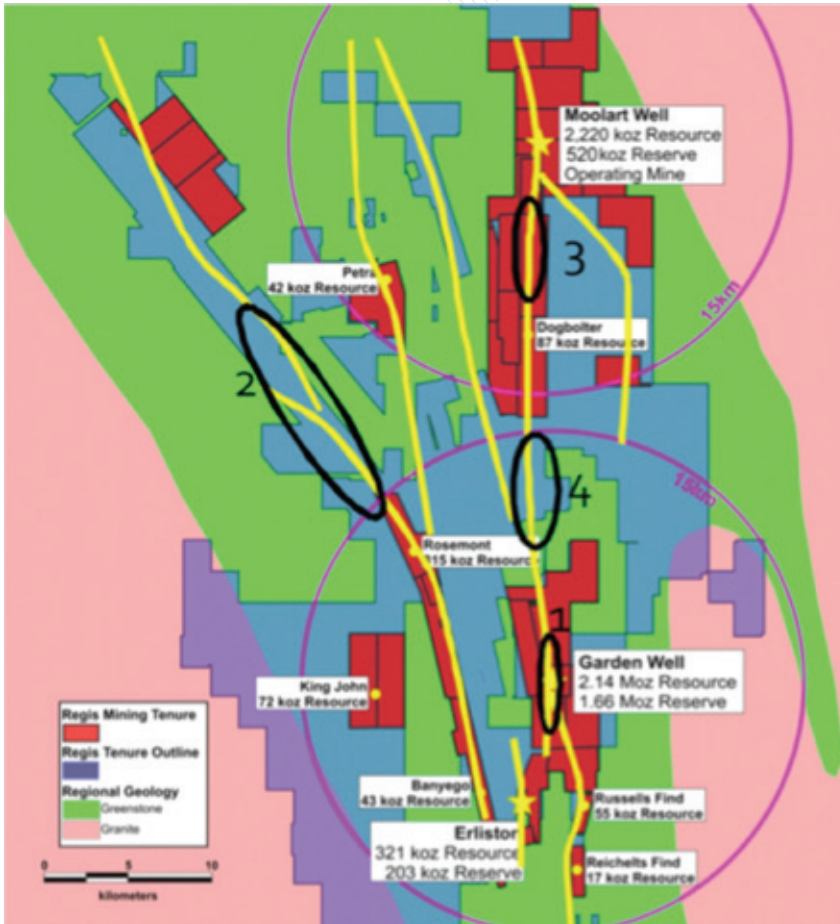 Moolart Well
2,220 koz Resource
520koz Reserve
Operating Mine
3
Petra
42 koz Resource
15km
Dogbolter
87 koz Resource
2
15km
4
Rosemont
315 koz Resource
1
Garden Well
2.14 Moz Resource
1.66 Moz Reserve
King John
72 koz Resource
Regis Mining Tenure
Regis Tenure Outline
Regional Geology
Greenstone
Granite
Banyego
43 koz Resource
Russells Find
55 koz Resource
Erliston
321 koz Resource
203 koz Reserve
Reichelts Find
17 koz Resource
0 5 10
kilometers